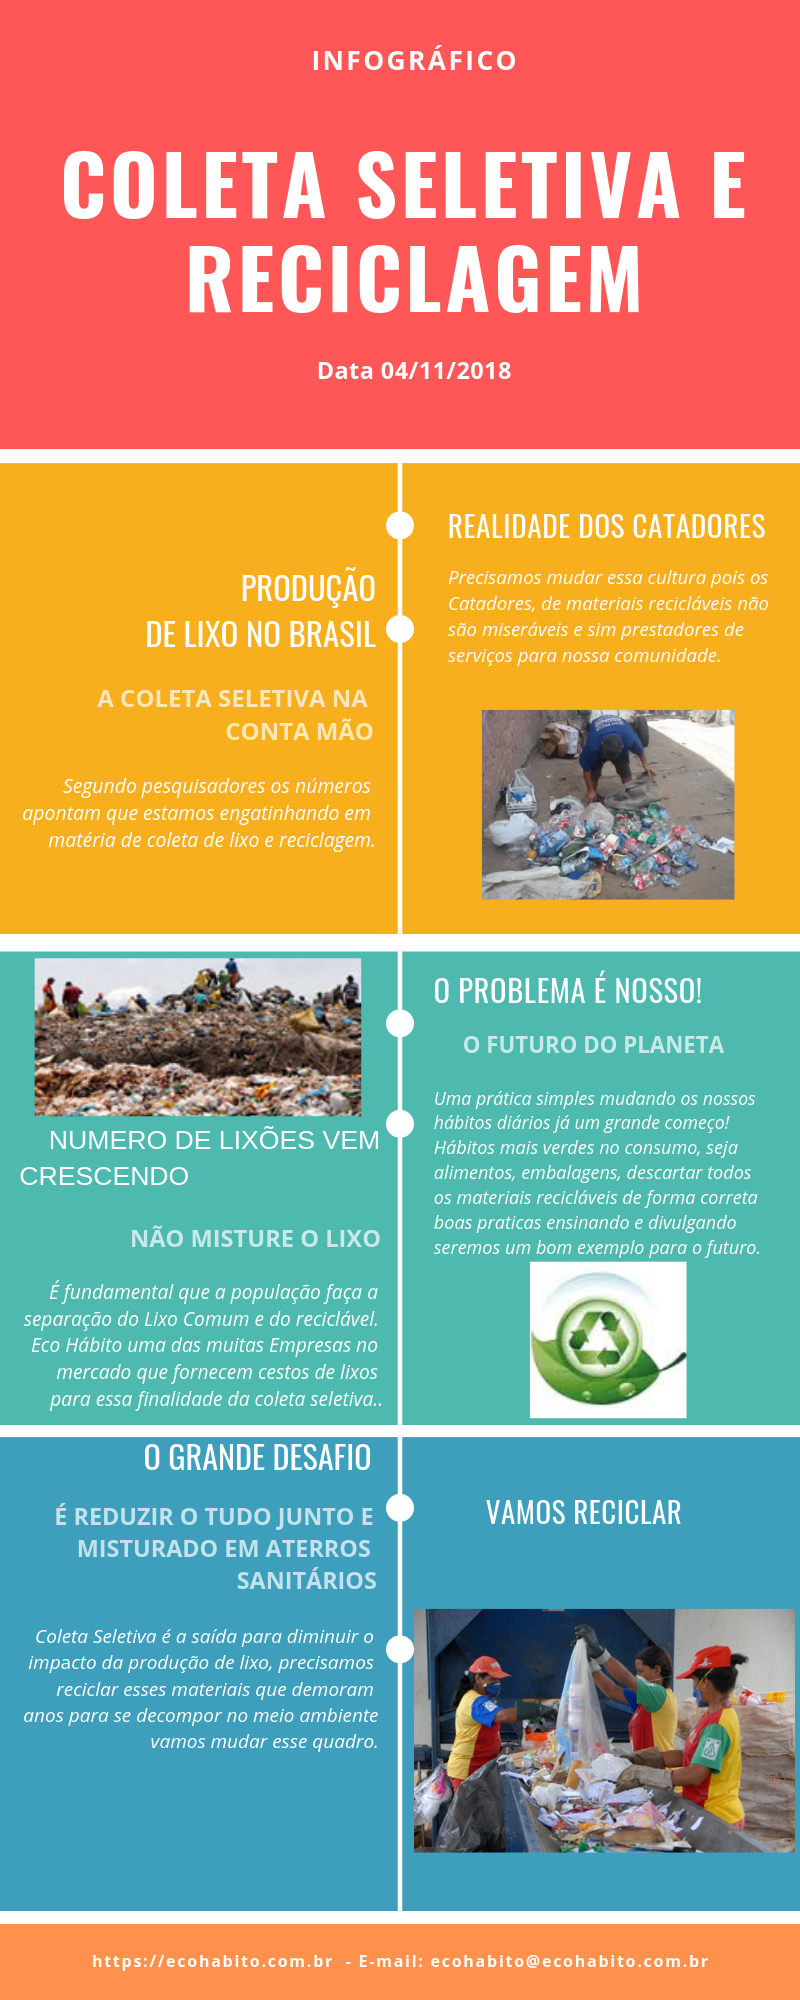 INFOGRÁFICO
COLETA SELETIVA E
RECICLAGEM
Data 04/11/2018
PRODUÇÃO
DE LIXO NO BRASIL
A COLETA SELETIVA NA
CONTA MÃO
Segundo pesquisadores os números
apontam que estamos engatinhando em
matéria de coleta de lixo e reciclagem.
REALIDADE DOS CATADORES
Precisamos mudar essa cultura pois os
Catadores, de materiais recicláveis não
são miseráveis e sim prestadores de
serviços para nossa comunidade.
NUMERO DE LIXÕES VEM
CRESCENDO
NÃO MISTURE O LIXO
É fundamental que a população faça a
separação do Lixo Comum e do reciclável.
Eco Hábito uma das muitas Empresas no
mercado que fornecem cestos de lixos
para essa finalidade da coleta seletiva..
O PROBLEMA É NOSSO!
O FUTURO DO PLANETA
Uma prática simples mudando os nossos
hábitos diários já um grande começo!
Hábitos mais verdes no consumo, seja
alimentos, embalagens, descartar todos
os materiais recicláveis de forma correta
boas praticas ensinando e divulgando
seremos um bom exemplo para o futuro.
O GRANDE DESAFIO
É REDUZIR O TUDO JUNTO E
MISTURADO EM ATERROS
SANITÁRIOS
Coleta Seletiva é a saída para diminuir o
impacto da produção de lixo, precisamos
reciclar esses materiais que demoram
anos para se decompor no meio ambiente
vamos mudar esse quadro.
VAMOS RECICLAR
https://ecohabito.com.br - E-mail: ecohabito@ecohabito.com.br